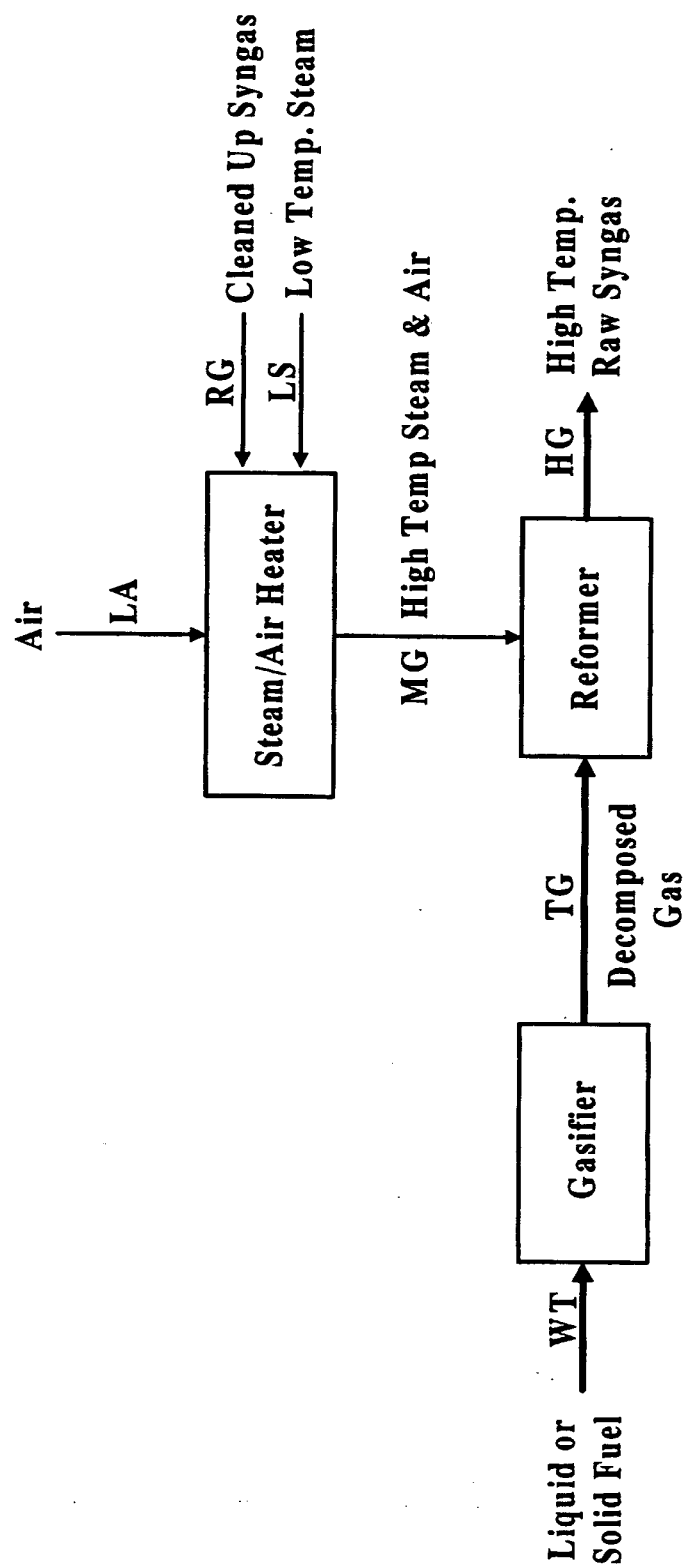 Air
LA
RG
Cleaned Up Syngas
LS
Low Temp. Steam
Steam/Air Heater
MG
High Temp Steam & Air
Liquid or
Solid Fuel
WT
Gasifier
TG
Decomposed
Gas
Reformer
HG
High Temp.
Raw Syngas